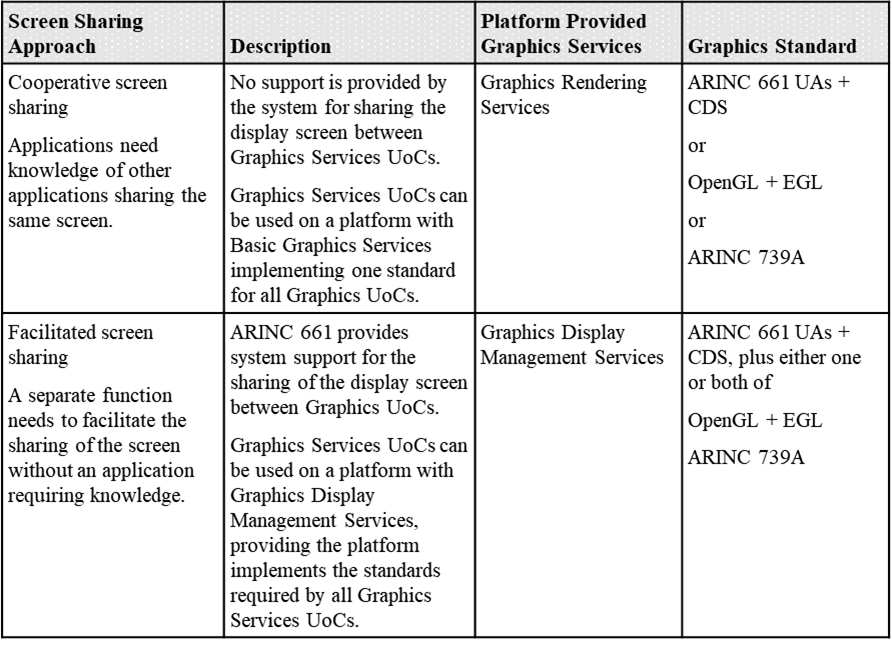 Screen Sharing
Approach
Description
Platform Provided
Graphics Services
Graphics Standard
Cooperative screen
sharing
Applications need
knowledge of other
applications sharing the
same screen.
No support is provided by
the system for sharing the
display screen between
Graphics Services UoCs.
Graphics Services UoCs can
be used on a platform with
Basic Graphics Services
implementing one standard
for all Graphics UoCs.
Graphics Rendering
Services
ARINC 661 UAs +
CDS
or
OpenGL + EGL
or
ARINC 739A
Facilitated screen
sharing
A separate function
needs to facilitate the
sharing of the screen
without an application
requiring knowledge.
ARINC 661 provides
system support for the
sharing of the display screen
between Graphics UoCs.
Graphics Services UoCs can
be used on a platform with
Graphics Display
Management Services,
providing the platform
implements the standards
required by all Graphics
Services UoCs.
Graphics Display
Management Services
ARINC 661 UAs +
CDS, plus either one
or both of
OpenGL + EGL
ARINC 739A